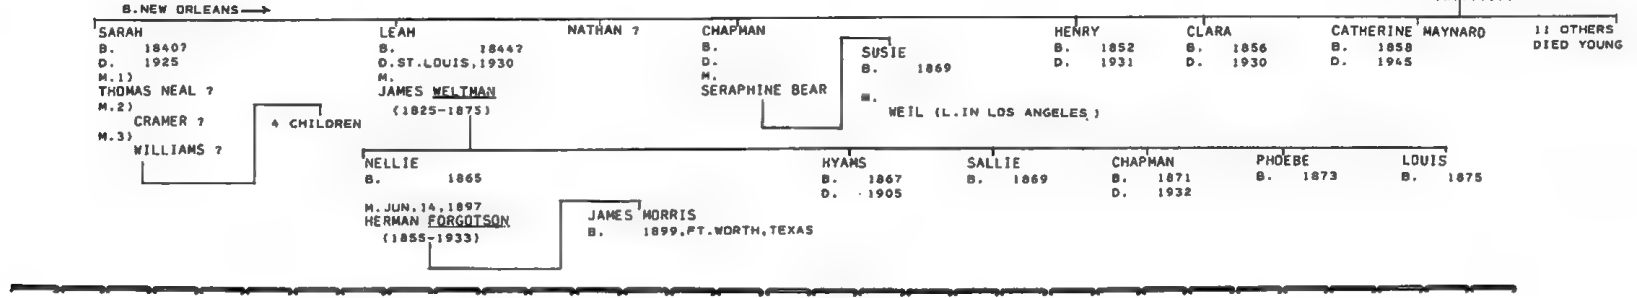 B.NEW ORLEANS
SARAH
B. 1840?
D. 1925
M.1)
THOMAS NEAL ?
M.2)
CRAMER ?
M.3)
WILLIAMS ?
4 CHILDREN
LEAH
B. 1844?
D.ST.LOUIS,1930
M.
JAMES WELTMAN
(1825-1875)
NATHAN ?
CHAPMAN
B.
D.
M.
SERAPHINE BEAR
SUSIE
B. 1869
M.
WEIL (L.IN LOS ANGELES)
HENRY
B. 1852
D. 1931
CLARA
B. 1856
D. 1930
CATHERINE MAYNARD
B. 1858
D. 1945
11 OTHERS
DIED YOUNG
NELLIE
B. 1865
M.JUN.14,1897
HERMAN FORGOTSON
(1855-1933)
JAMES MORRIS
B. 1899,FT.WORTH,TEXAS
HYAMS
B. 1867
D. 1905
SALLIE
B. 1869
CHAPMAN
B. 1871
D. 1932
PHOEBE
B. 1873
LOUIS
B. 1875